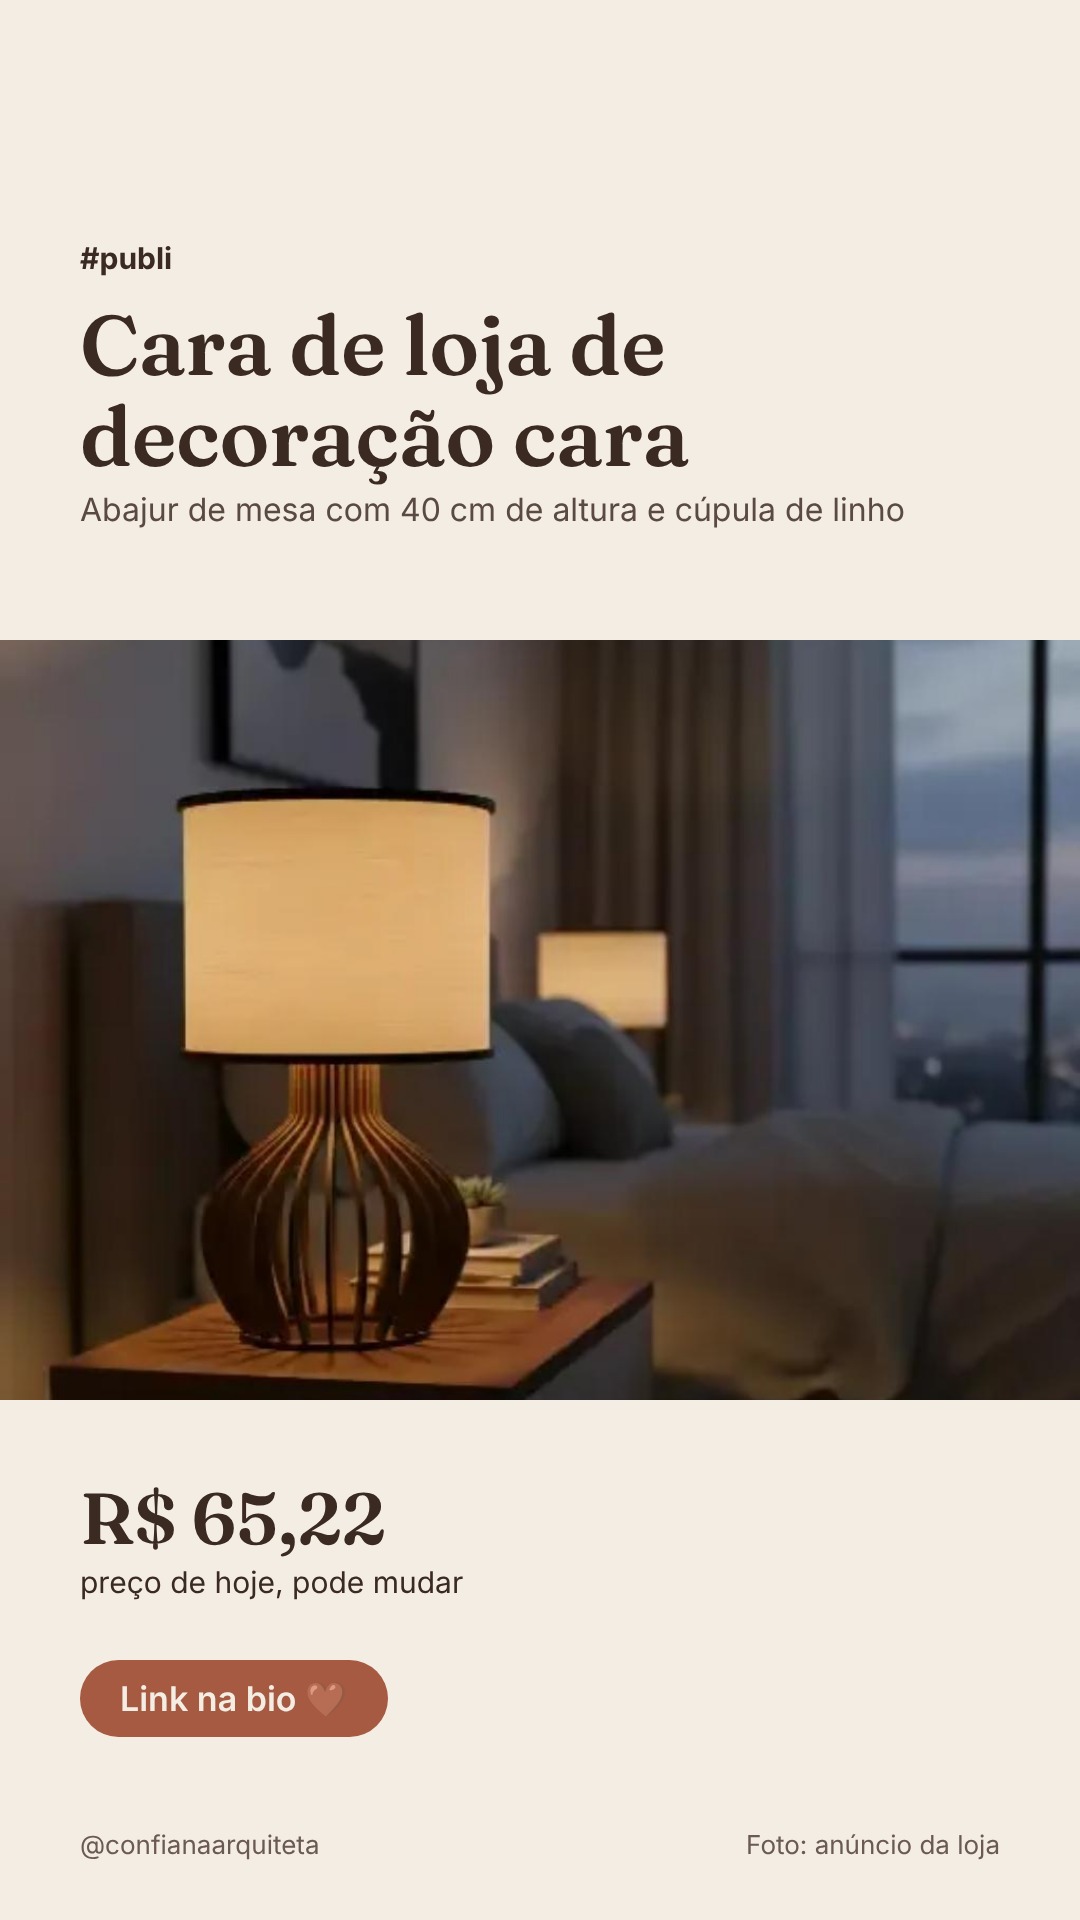 #publi
Cara de loja de
decoração cara
Abajur de mesa com 40 cm de altura e cúpula de linho
R$ 65,22
preço de hoje, pode mudar
Link na bio 🤎
@confianaarquiteta
Foto: anúncio da loja